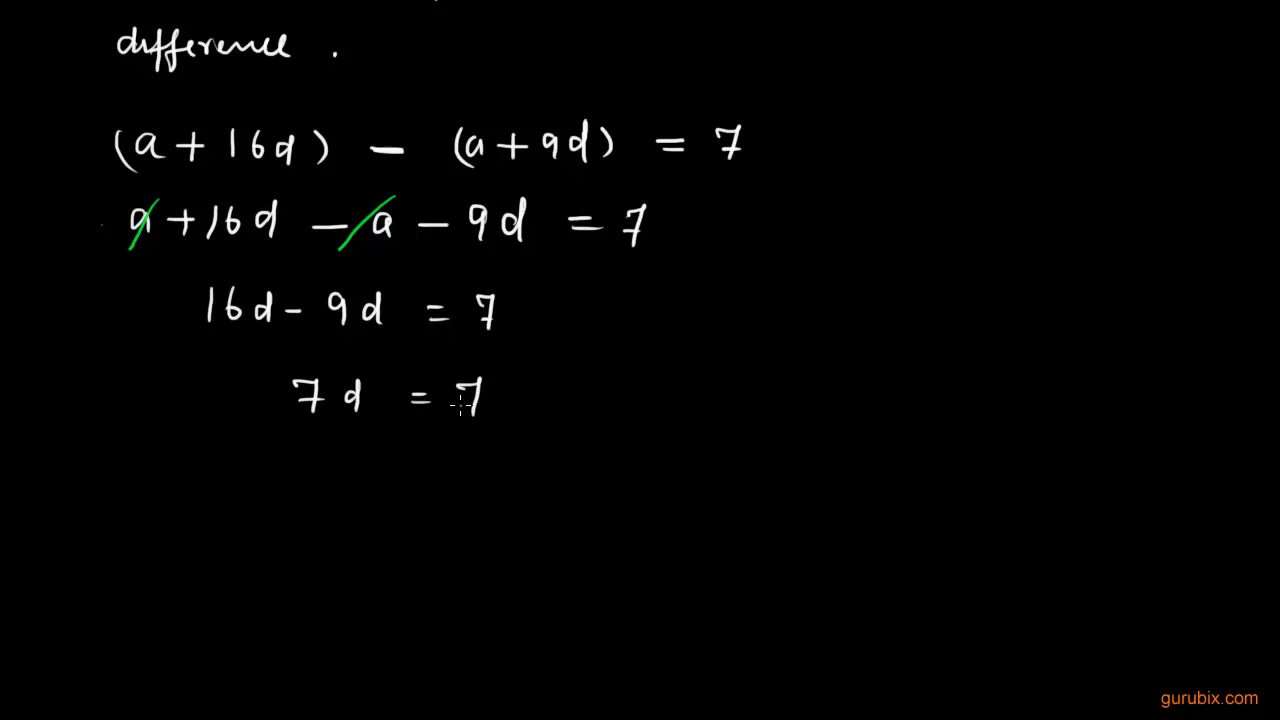 difference .
(a + 16d) - (a + 9d) = 7
a + 16d - a - 9d = 7
16d - 9d = 7
7d = 7
gurubix.com